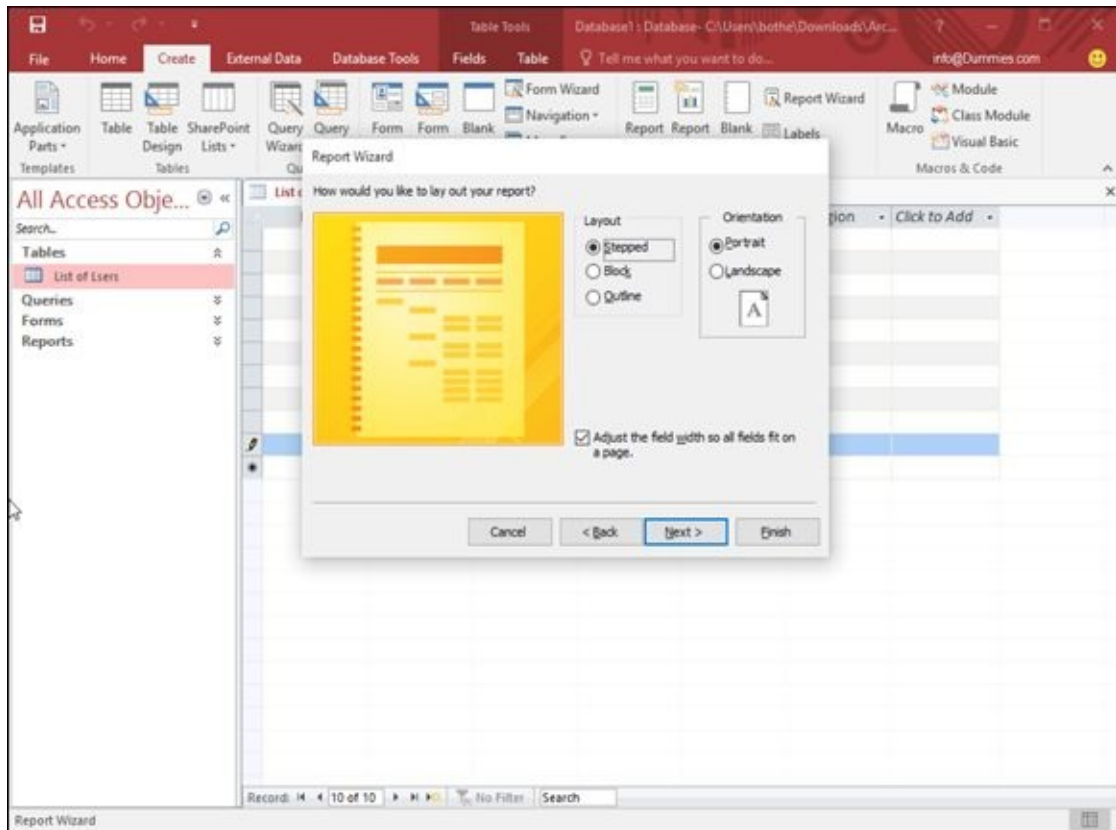 Table Tools
Database1 : Database- C:\Users\bothe\Downloads\Arc...
?
File Home Create External Data Database Tools Fields Table Tell me what you want to do... info@Dummies.com
Application Parts
Table
Table Design
SharePoint Lists
Query
Query
Form
Form
Blank
Form Wizard
Navigation
Report
Report
Blank
Report Wizard
Labels
Macro
Module
Class Module
Visual Basic
Templates
Tables
Macros & Code
All Access Obje...
Search...
Tables
List of Lsers
Queries
Forms
Reports
Click to Add
Report Wizard
How would you like to lay out your report?
Layout
Stepped
Block
Outline
Orientation
Portrait
Landscape
A
Adjust the field width so all fields fit on
a page.
Cancel
< Back
Next >
Finish
Record: 10 of 10 No Filter Search
Report Wizard